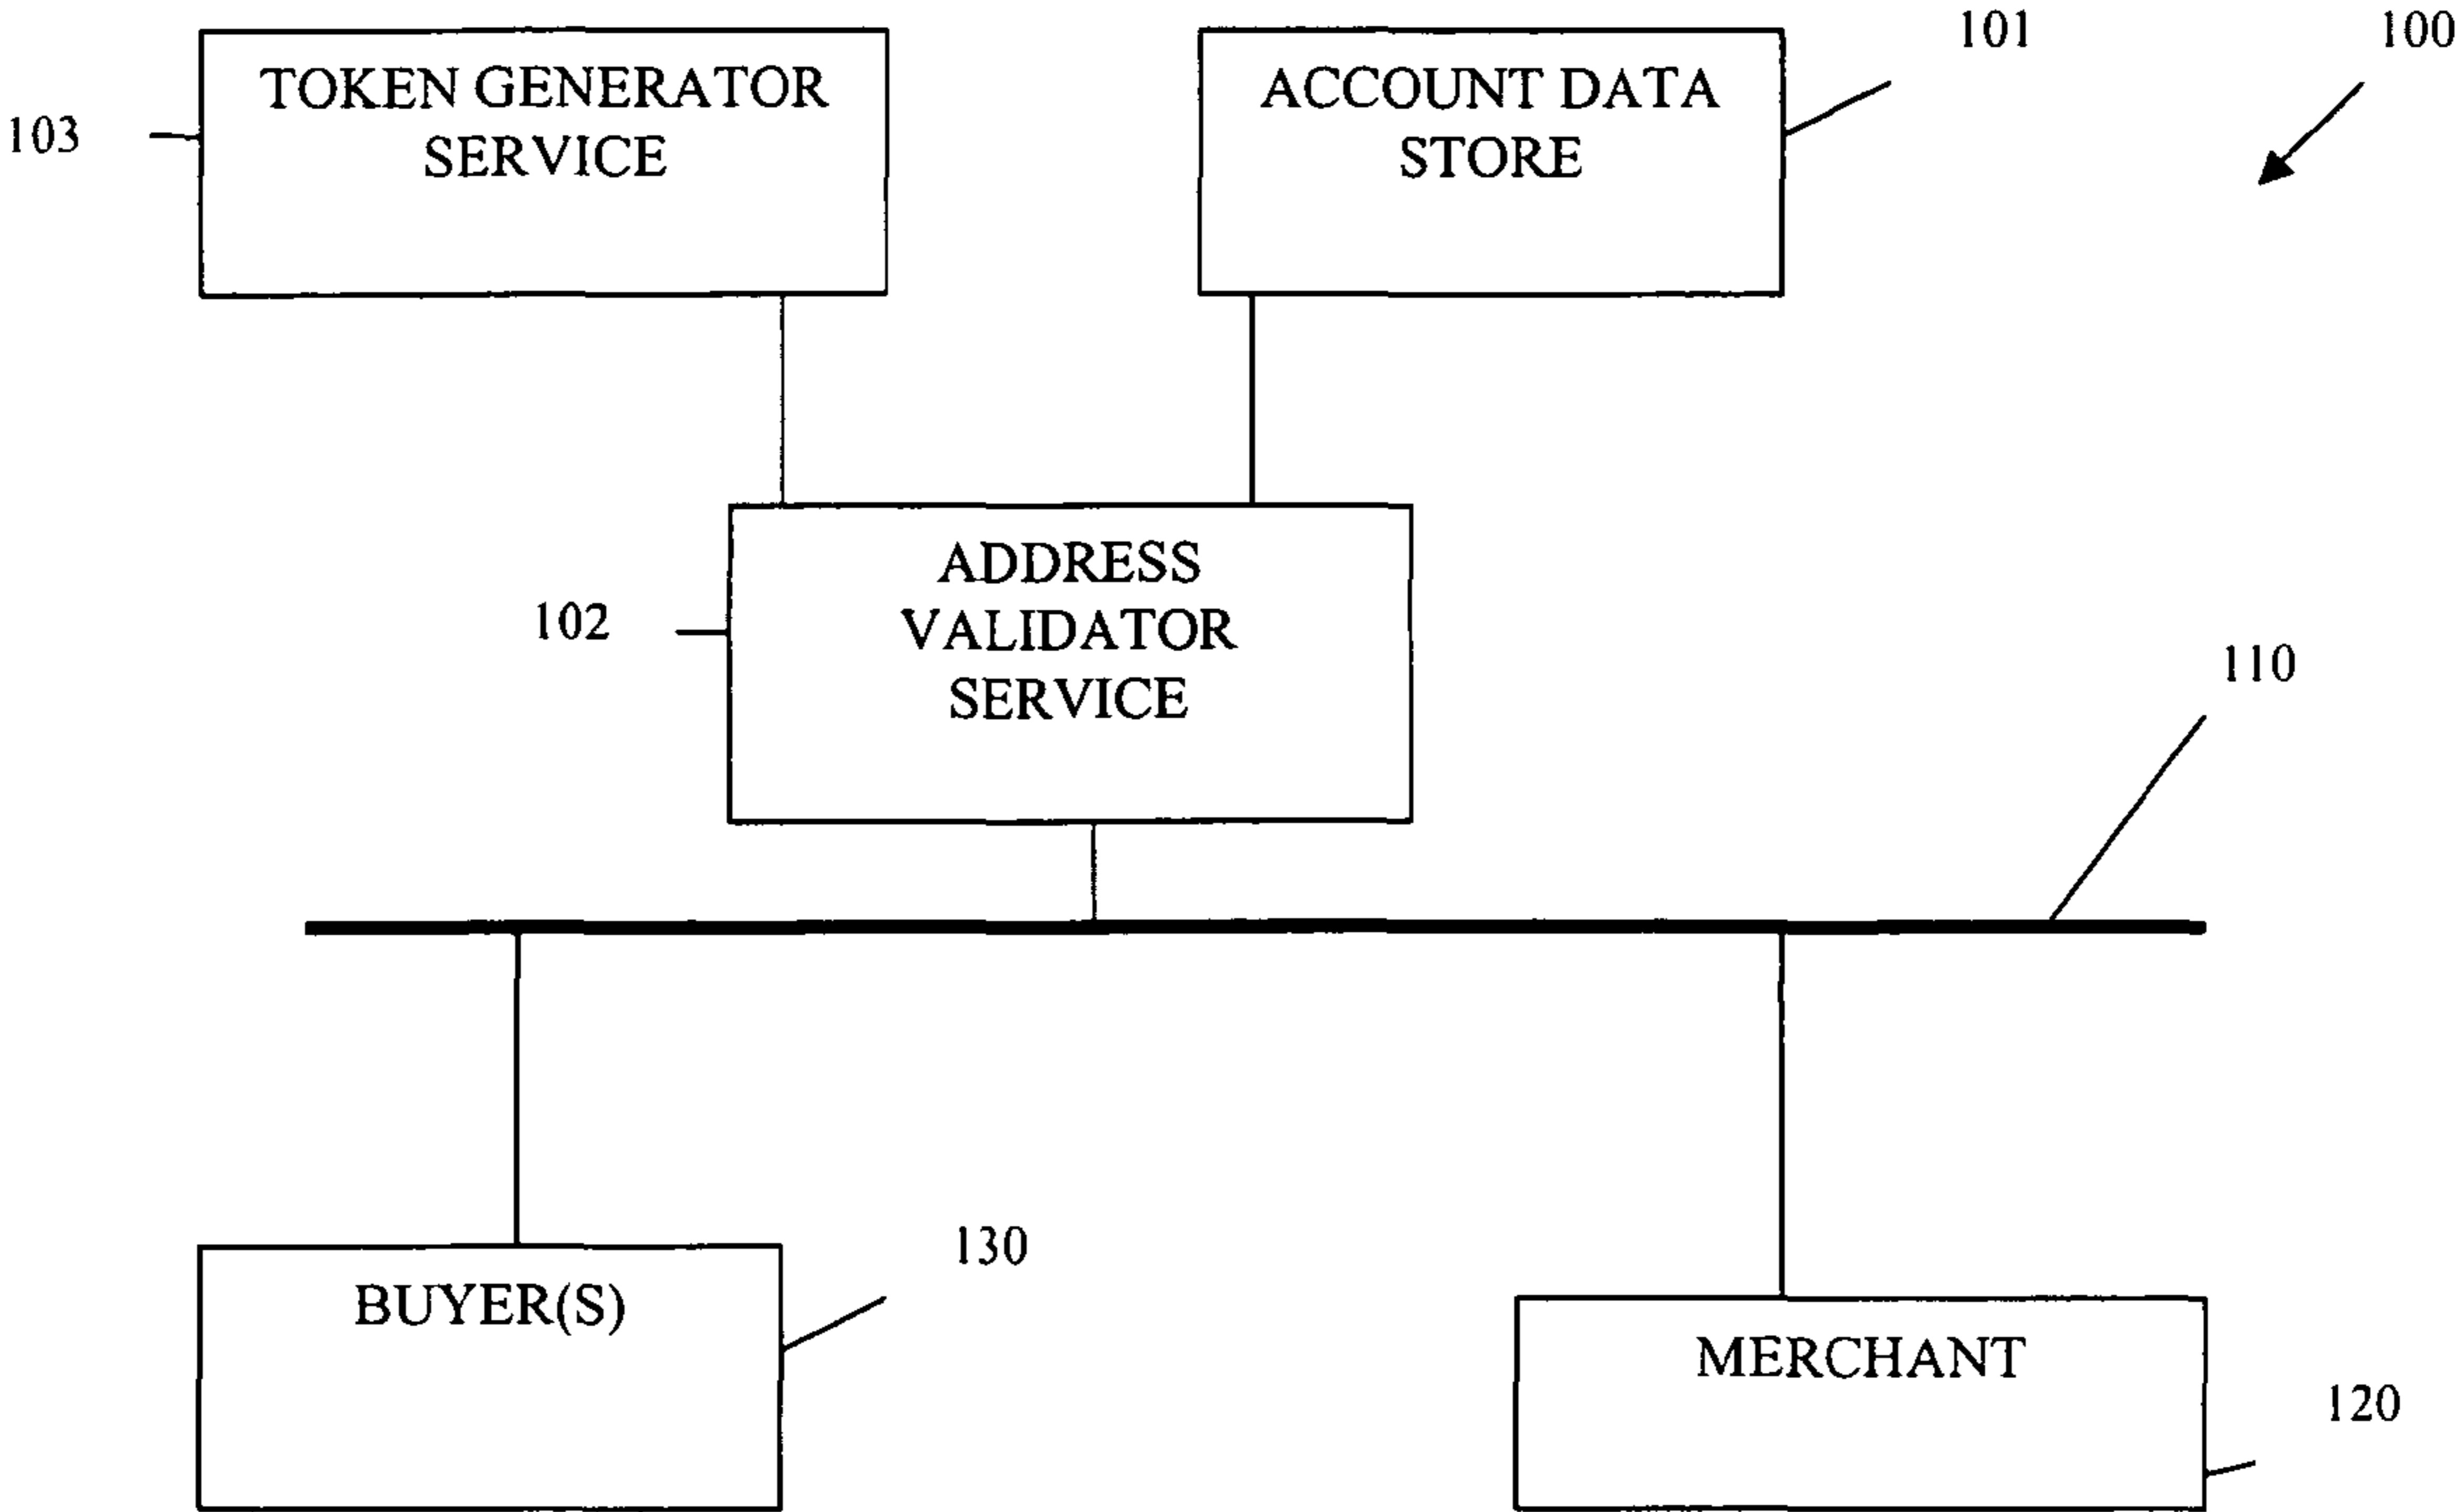 101
100
TOKEN GENERATOR
SERVICE
ACCOUNT DATA
STORE
103
ADDRESS
VALIDATOR
SERVICE
102
110
130
BUYER(S)
MERCHANT
120